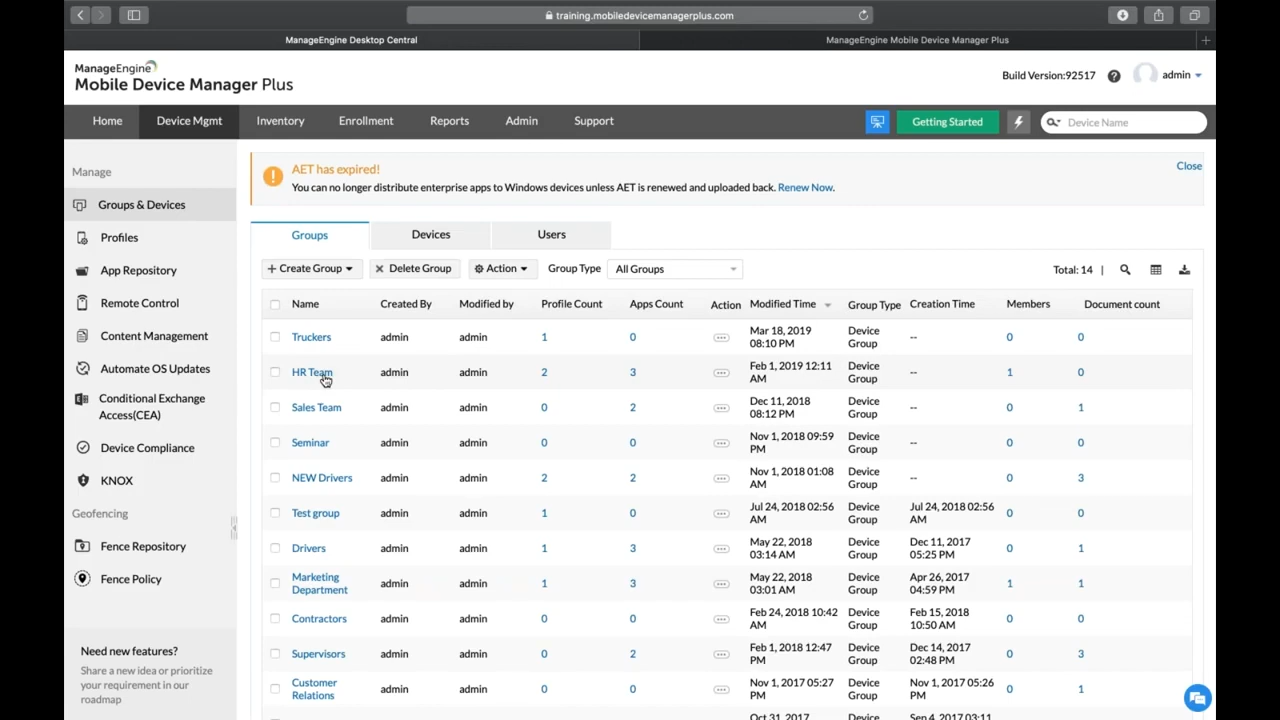 training.mobiledevicemanagerplus.com
ManageEngine Desktop Central
ManageEngine Mobile Device Manager Plus
ManageEngine
Mobile Device Manager Plus
Build Version:92517
?
admin
Home
Device Mgmt
Inventory
Enrollment
Reports
Admin
Support
Getting Started
Device Name
Manage
Groups & Devices
Profiles
App Repository
Remote Control
Content Management
Automate OS Updates
Conditional Exchange
Access(CEA)
Device Compliance
KNOX
Geofencing
Fence Repository
Fence Policy
Need new features?
Share a new idea or prioritize
your requirement in our
roadmap
AET has expired!
Close
You can no longer distribute enterprise apps to Windows devices unless AET is renewed and uploaded back. Renew Now.
Groups
Devices
Users
+ Create Group
Delete Group
Action
Group Type
All Groups
Total: 14 |
Name Created By Modified by Profile Count Apps Count Action Modified Time Group Type Creation Time Members Document count
Truckers admin admin 1 0 Mar 18, 2019 Device -- 0 0
08:10 PM Group
HR Team admin admin 2 3 Feb 1, 2019 12:11 Device -- 1 0
AM Group
Sales Team admin admin 0 2 Dec 11, 2018 Device -- 0 1
08:12 PM Group
Seminar admin admin 0 0 Nov 1, 2018 09:59 Device -- 0 0
PM Group
NEW Drivers admin admin 2 2 Nov 1, 2018 01:08 Device -- 0 3
AM Group
Test group admin admin 1 0 Jul 24, 2018 02:56 Device Jul 24, 2018 02:56 0 0
AM Group AM
Drivers admin admin 1 3 May 22, 2018 Device Dec 11, 2017 0 1
03:14 AM Group 05:25 PM
Marketing admin admin 1 3 May 22, 2018 Device Apr 26, 2017 1 1
Department 03:01 AM Group 04:59 PM
Contractors admin admin 0 0 Feb 24, 2018 10:42 Device Feb 15, 2018 0 0
AM Group 10:50 AM
Supervisors admin admin 0 2 Feb 1, 2018 12:47 Device Dec 14, 2017 0 3
PM Group 02:48 PM
Customer admin admin 0 0 Nov 1, 2017 05:27 Device Nov 1, 2017 05:26 0 1
Relations PM Group PM
Oct 31, 2017 Device Sep 4, 2017 03:11